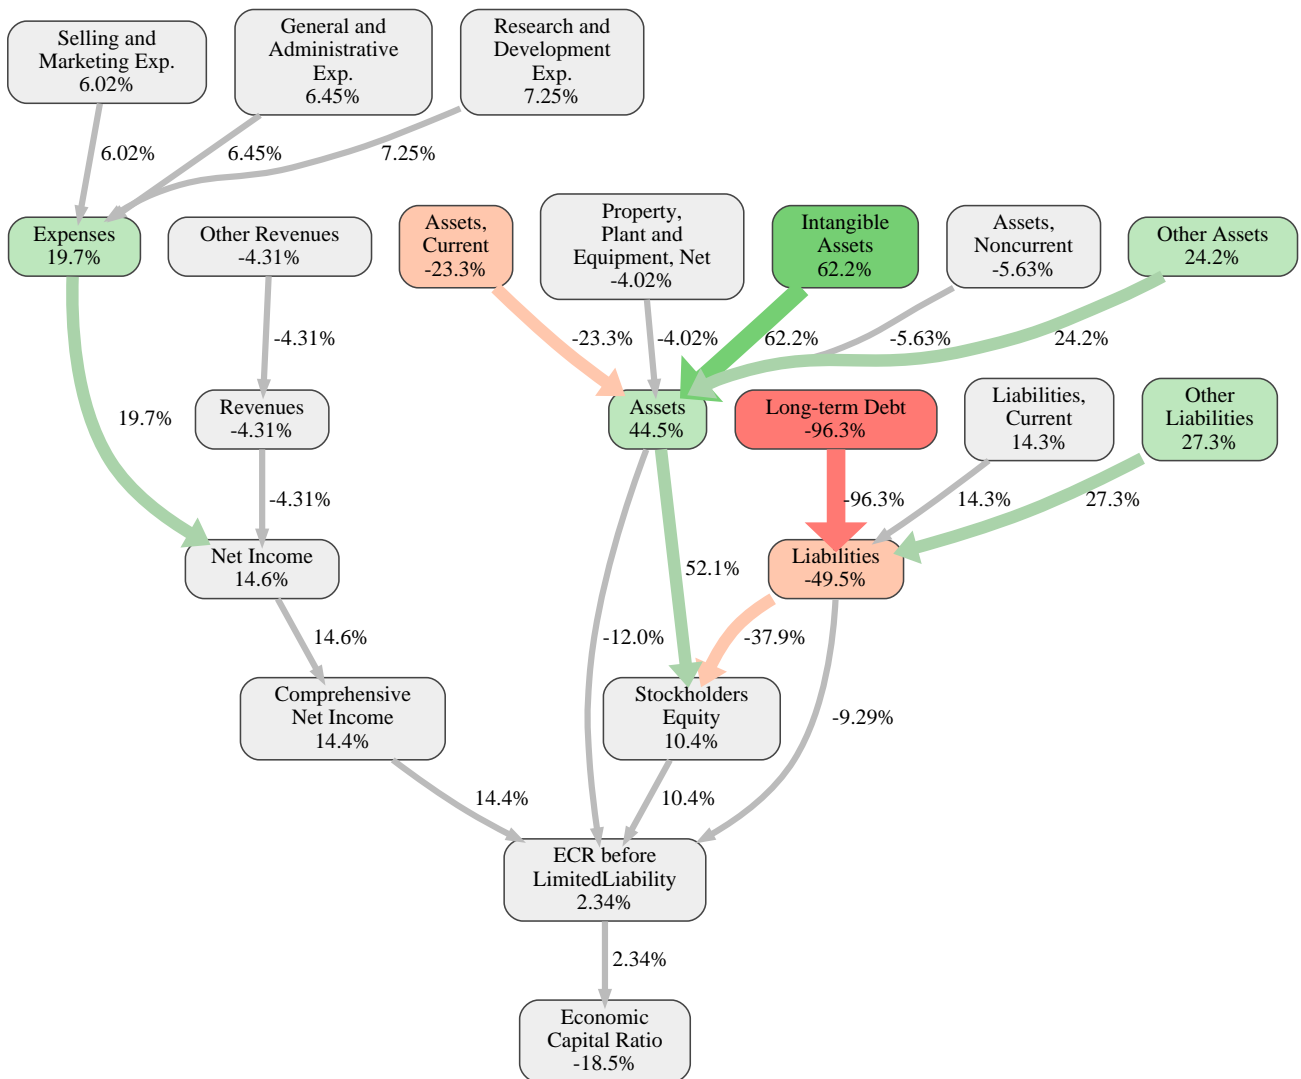 Selling and
Marketing Exp.
6.02%
General and
Administrative
Exp.
6.45%
Research and
Development
Exp.
7.25%
6.02%
6.45%
7.25%
Expenses
19.7%
Other Revenues
-4.31%
Assets,
Current
-23.3%
Property,
Plant and
Equipment, Net
-4.02%
Intangible
Assets
62.2%
Assets,
Noncurrent
-5.63%
Other Assets
24.2%
-4.31%
-23.3%
-4.02%
62.2%
-5.63%
24.2%
19.7%
Revenues
-4.31%
Assets
44.5%
Long-term Debt
-96.3%
Liabilities,
Current
14.3%
Other
Liabilities
27.3%
-4.31%
-96.3%
14.3%
27.3%
Net Income
14.6%
52.1%
Liabilities
-49.5%
14.6%
-12.0%
-37.9%
Comprehensive
Net Income
14.4%
Stockholders
Equity
10.4%
-9.29%
14.4%
10.4%
ECR before
LimitedLiability
2.34%
2.34%
Economic
Capital Ratio
-18.5%